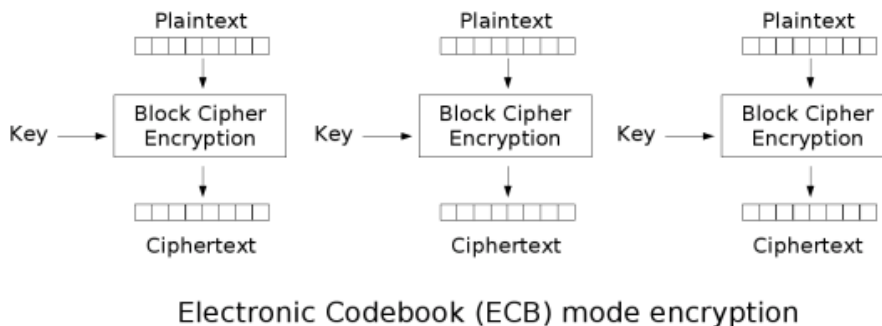 Plaintext Plaintext Plaintext
Key Block Cipher Encryption Key Block Cipher Encryption Key Block Cipher Encryption
Ciphertext Ciphertext Ciphertext
Electronic Codebook (ECB) mode encryption